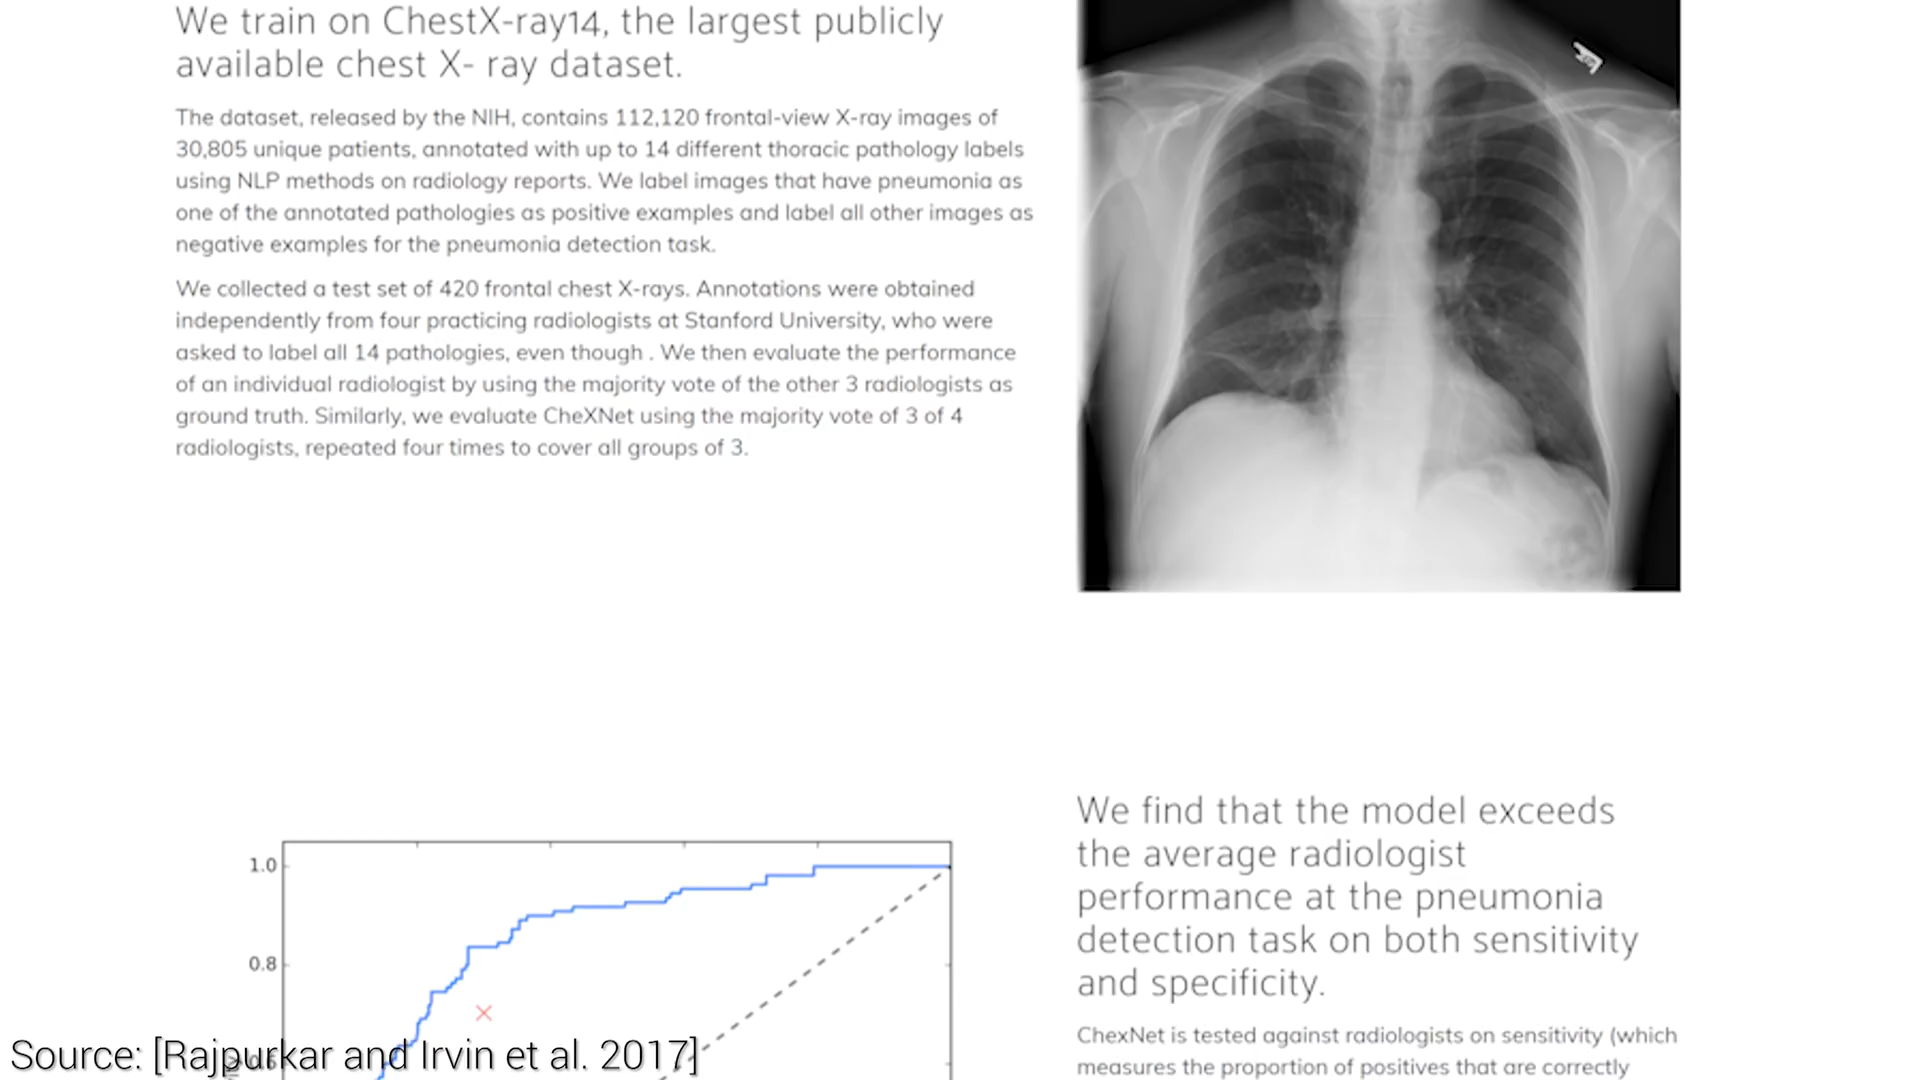 We train on ChestX-ray14, the largest publicly
available chest X- ray dataset.
The dataset, released by the NIH, contains 112,120 frontal-view X-ray images of
30,805 unique patients, annotated with up to 14 different thoracic pathology labels
using NLP methods on radiology reports. We label images that have pneumonia as
one of the annotated pathologies as positive examples and label all other images as
negative examples for the pneumonia detection task.
We collected a test set of 420 frontal chest X-rays. Annotations were obtained
independently from four practicing radiologists at Stanford University, who were
asked to label all 14 pathologies, even though . We then evaluate the performance
of an individual radiologist by using the majority vote of the other 3 radiologists as
ground truth. Similarly, we evaluate CheXNet using the majority vote of 3 of 4
radiologists, repeated four times to cover all groups of 3.
1.0
0.8
0.6
We find that the model exceeds
the average radiologist
performance at the pneumonia
detection task on both sensitivity
and specificity.
ChexNet is tested against radiologists on sensitivity (which
measures the proportion of positives that are correctly
Source: [Rajpurkar and Irvin et al. 2017]